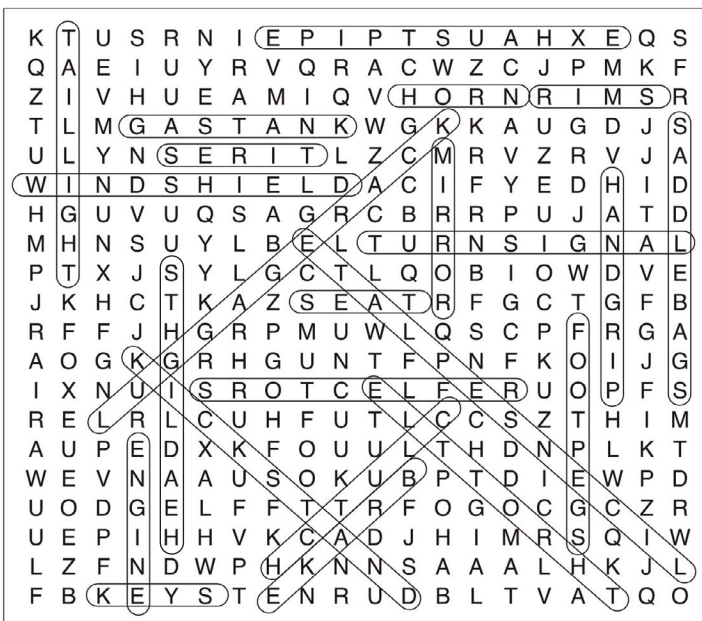 K T U S R N I E P I P T S U A H X E Q S
Q A E I U Y R V Q R A C W Z C J P M K F
Z I V H U E A M I Q V H O R N R I M S R
T L M G A S T A N K W G K K A U G D J S
U L Y N S E R I T L Z C M R V Z R V J A
W I N D S H I E L D A C I F Y E D H I D
H G U V U Q S A G R C B R R P U J A T D
M H N S U Y L B E L T U R N S I G N A L
P T X J S Y L G C T L Q O B I O W D V E
J K H C T K A Z S E A T R F G C T G F B
R F F J H G R P M U W L Q S C P F R G A
A O G K G R H G U N T F P N F K O I J G
I X N U I S R O T C E L F E R U O P F S
R E L R L C U H F U T L C C S Z T H I M
A U P E D X K F O U U L T H D N P L K T
W E V N A A U S O K U B P T D I E W P D
U O D G E L F F T T R F O G O C G C Z R
U E P I H H V K C A D J H I M R S Q I W
L Z F N D W P H K N N S A A A L H K J L
F B K E Y S T E N R U D B L T V A T Q O